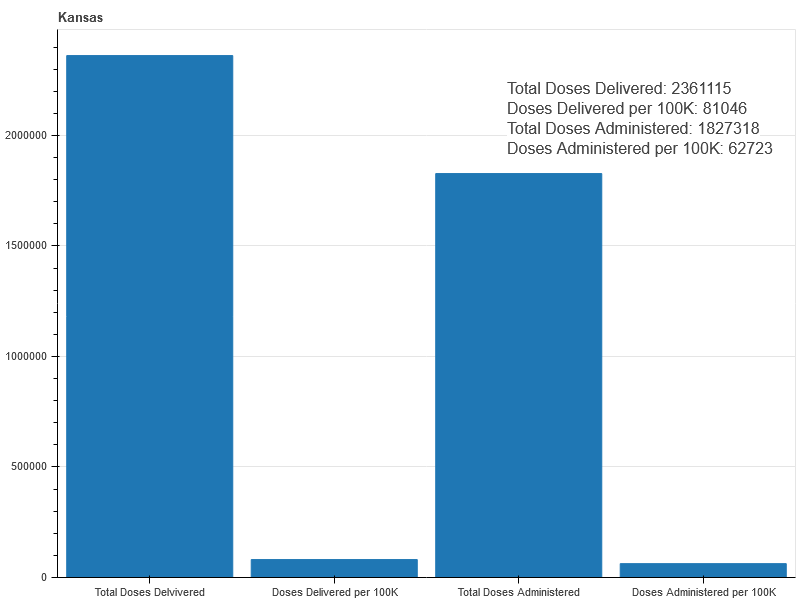 Kansas
Total Doses Delivered: 2361115
Doses Delivered per 100K: 81046
Total Doses Administered: 1827318
Doses Administered per 100K: 62723
2000000
1500000
1000000
500000
0
Total Doses Delvivered
Doses Delivered per 100K
Total Doses Administered
Doses Administered per 100K